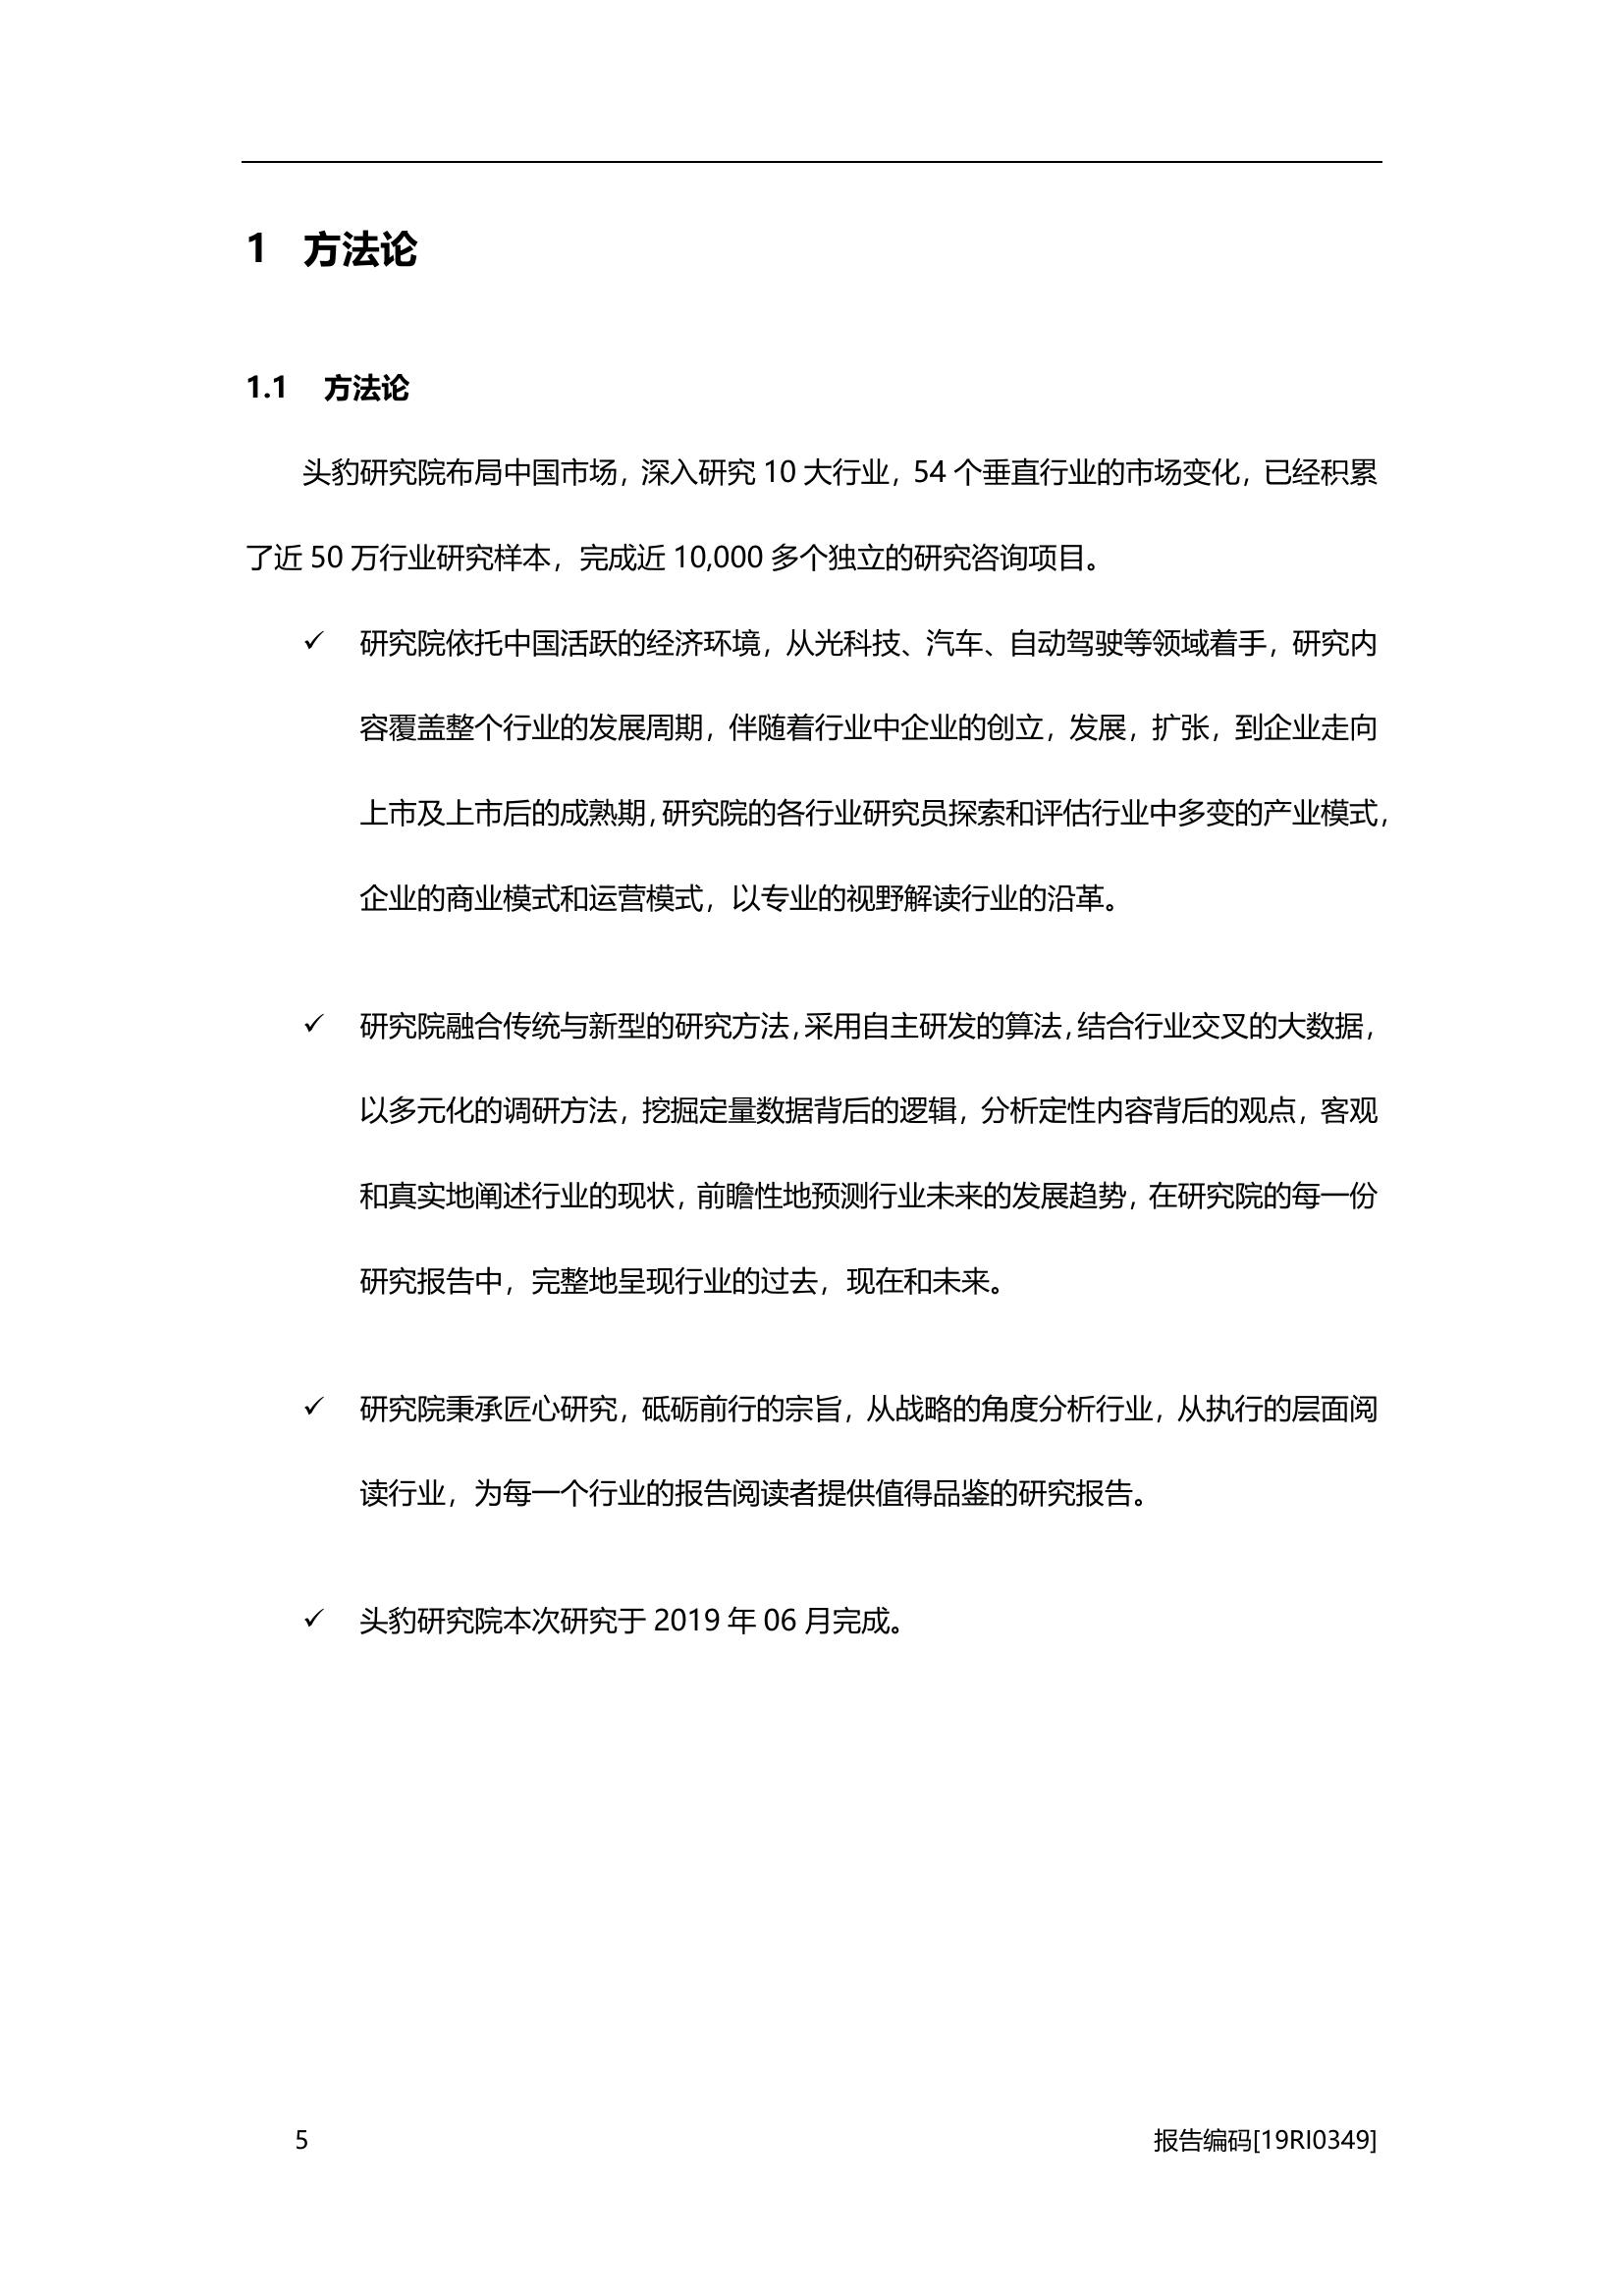 1 方法论
1.1 方法论
头豹研究院布局中国市场，深入研究 10 大行业，54 个垂直行业的市场变化，已经积累
了近 50 万行业研究样本，完成近 10,000 多个独立的研究咨询项目。
✓ 研究院依托中国活跃的经济环境，从光科技、汽车、自动驾驶等领域着手，研究内
容覆盖整个行业的发展周期，伴随着行业中企业的创立，发展，扩张，到企业走向
上市及上市后的成熟期，研究院的各行业研究员探索和评估行业中多变的产业模式，
企业的商业模式和运营模式，以专业的视野解读行业的沿革。
✓ 研究院融合传统与新型的研究方法，采用自主研发的算法，结合行业交叉的大数据，
以多元化的调研方法，挖掘定量数据背后的逻辑，分析定性内容背后的观点，客观
和真实地阐述行业的现状，前瞻性地预测行业未来的发展趋势，在研究院的每一份
研究报告中，完整地呈现行业的过去，现在和未来。
✓ 研究院秉承匠心研究，砥砺前行的宗旨，从战略的角度分析行业，从执行的层面阅
读行业，为每一个行业的报告阅读者提供值得品鉴的研究报告。
✓ 头豹研究院本次研究于 2019 年 06 月完成。
5 报告编码[19RI0349]